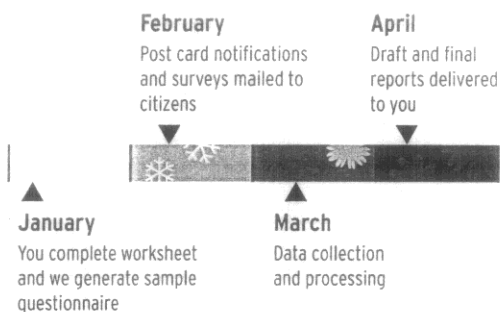 February
Post card notifications
and surveys mailed to
citizens
April
Draft and final
reports delivered
to you
January
You complete worksheet
and we generate sample
questionnaire
March
Data collection
and processing